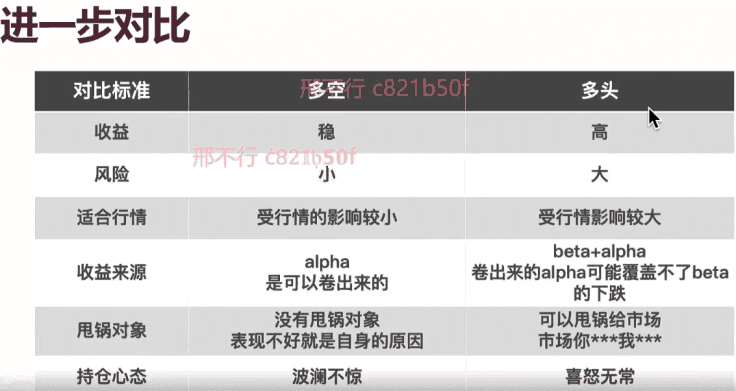 进一步对比
对比标准 多空 多头
邢不行 c821b50f
收益 稳 高
邢不行 c821b50f
风险 小 大
适合行情 受行情的影响较小 受行情影响较大
收益来源 alpha 是可以卷出来的 beta+alpha 卷出来的alpha可能覆盖不了beta的下跌
甩锅对象 没有甩锅对象 表现不好就是自身的原因 可以甩锅给市场 市场你***我***
持仓心态 波澜不惊 喜怒无常